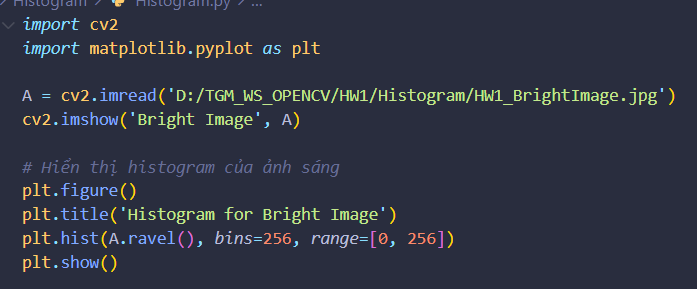 Histogram > Histogram.py > ...
import cv2
import matplotlib.pyplot as plt
A = cv2.imread('D:/TGM_WS_OPENCV/HW1/Histogram/HW1_BrightImage.jpg')
cv2.imshow('Bright Image', A)
# Hiển thị histogram của ảnh sáng
plt.figure()
plt.title('Histogram for Bright Image')
plt.hist(A.ravel(), bins=256, range=[0, 256])
plt.show()